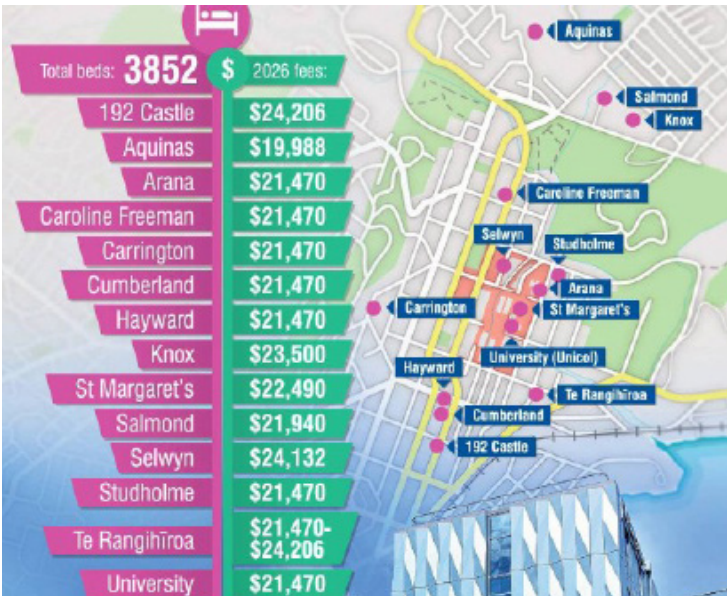 Total beds: 3852 $ 2026 fees:
192 Castle $24,206
Aquinas $19,988
Arana $21,470
Caroline Freeman $21,470
Carrington $21,470
Cumberland $21,470
Hayward $21,470
Knox $23,500
St Margaret's $22,490
Salmond $21,940
Selwyn $24,132
Studholme $21,470
Te Rangihīroa $21,470-
$24,206
University $21,470
Aquinas
Salmond
Knox
Caroline Freeman
Selwyn
Studholme
Arana
Carrington
St Margaret's
University (Unicol)
Hayward
Te Rangihīroa
Cumberland
192 Castle